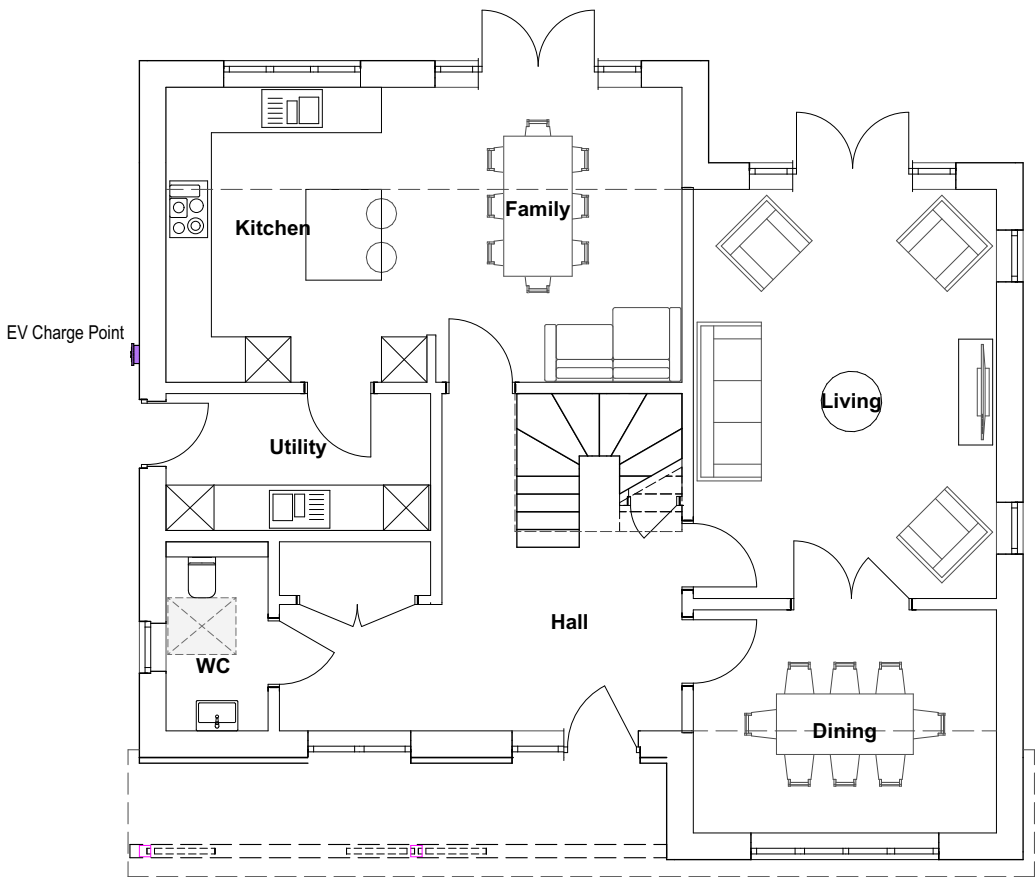 Kitchen
Family
EV Charge Point
Living
Utility
Hall
WC
Dining